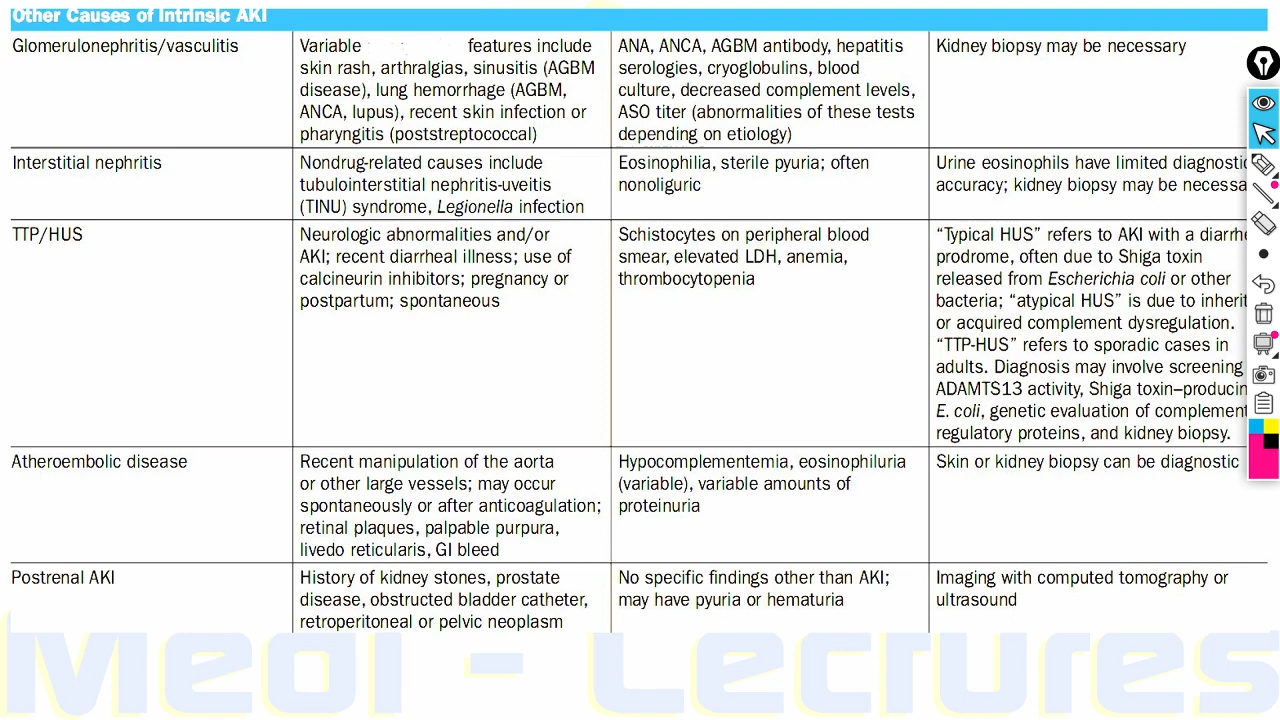 Other Causes of Intrinsic AKI
Glomerulonephritis/vasculitis
Variable features include
skin rash, arthralgias, sinusitis (AGBM
disease), lung hemorrhage (AGBM,
ANCA, lupus), recent skin infection or
pharyngitis (poststreptococcal)
ANA, ANCA, AGBM antibody, hepatitis
serologies, cryoglobulins, blood
culture, decreased complement levels,
ASO titer (abnormalities of these tests
depending on etiology)
Kidney biopsy may be necessary
Interstitial nephritis
Nondrug-related causes include
tubulointerstitial nephritis-uveitis
(TINU) syndrome, Legionella infection
Eosinophilia, sterile pyuria; often
nonoliguric
Urine eosinophils have limited
accuracy; kidney biopsy may be
TTP/HUS
Neurologic abnormalities and/or
AKI; recent diarrheal illness; use of
calcineurin inhibitors; pregnancy or
postpartum; spontaneous
Schistocytes on peripheral blood
smear, elevated LDH, anemia,
thrombocytopenia
“Typical HUS” refers to AKI with a
prodrome, often due to Shiga toxin
released from Escherichia coli or other
bacteria; “atypical HUS” is due to
or acquired complement dysregulation.
“TTP-HUS” refers to sporadic cases in
adults. Diagnosis may involve screening
ADAMTS13 activity, Shiga
E. coli, genetic evaluation of complement
regulatory proteins, and kidney biopsy.
Atheroembolic disease
Recent manipulation of the aorta
or other large vessels; may occur
spontaneously or after anticoagulation;
retinal plaques, palpable purpura,
livedo reticularis, GI bleed
Hypocomplementemia, eosinophiluria
(variable), variable amounts of
proteinuria
Skin or kidney biopsy can be diagnostic
Postrenal AKI
History of kidney stones, prostate
disease, obstructed bladder catheter,
retroperitoneal or pelvic neoplasm
No specific findings other than AKI;
may have pyuria or hematuria
Imaging with computed tomography or
ultrasound
Medi - Lectures